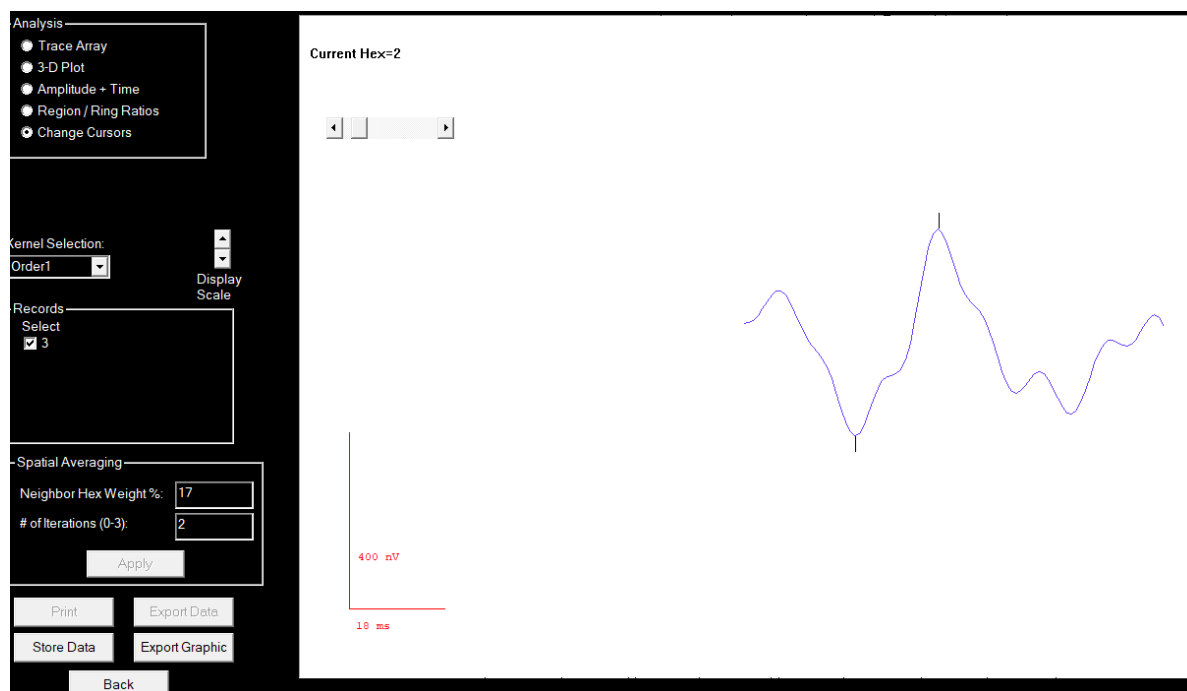 Analysis
Trace Array
3-D Plot
Amplitude + Time
Region / Ring Ratios
Change Cursors
Kernel Selection:
Order1
Display
Scale
Records
Select
3
Spatial Averaging
Neighbor Hex Weight %: 17
# of Iterations (0-3): 2
Apply
Print Export Data
Store Data Export Graphic
Back
Current Hex=2
400 nV
18 ms